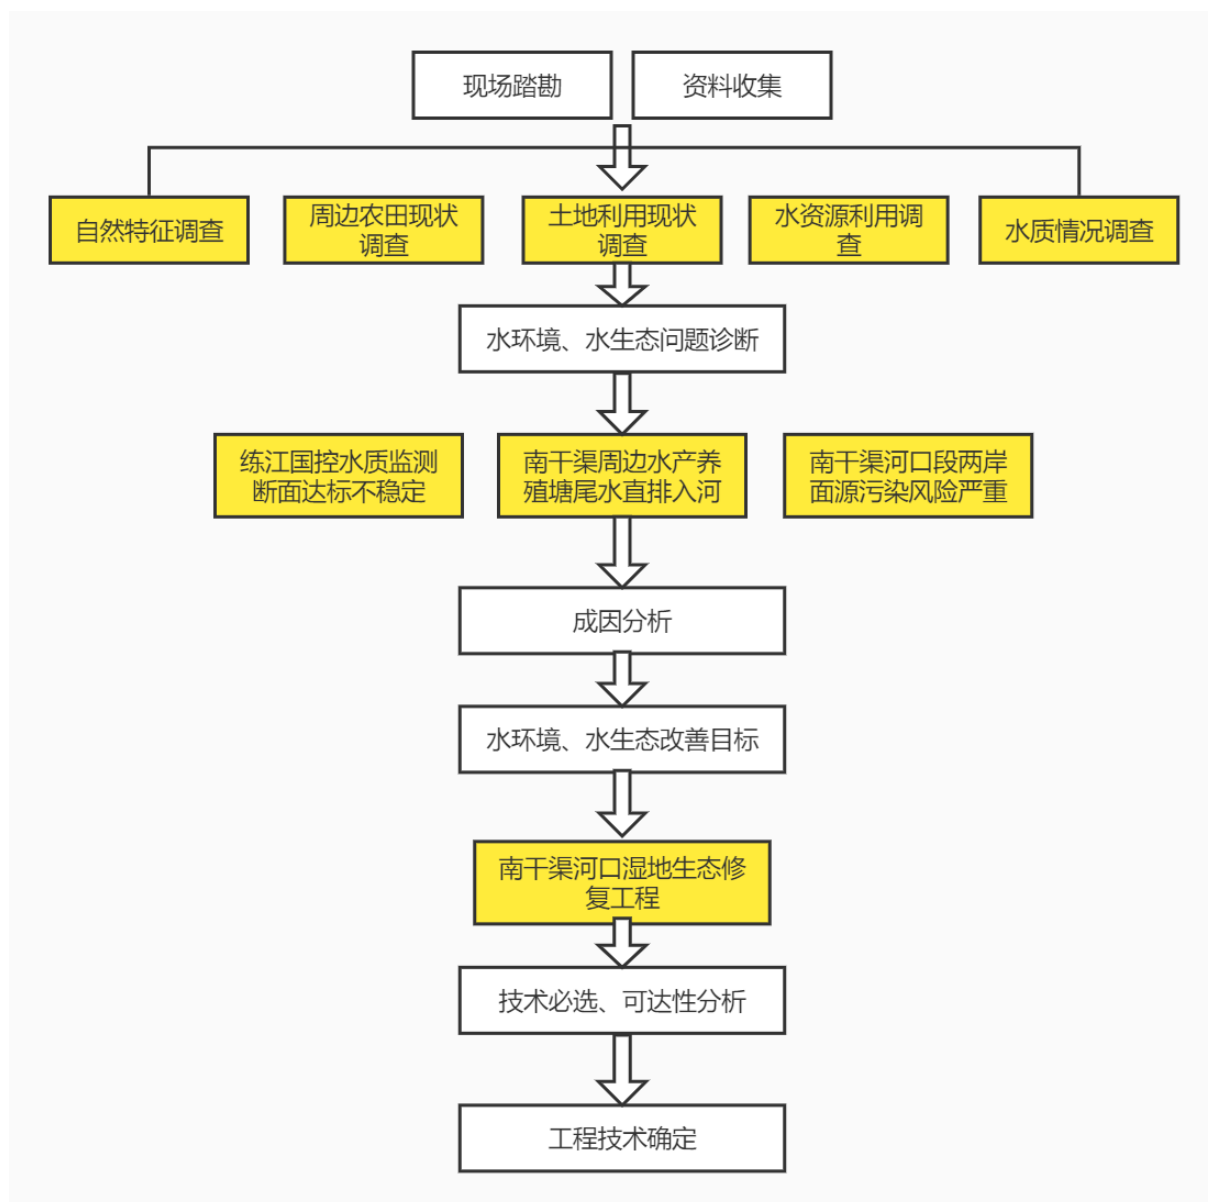 现场踏勘
资料收集
自然特征调查
周边农田现状
调查
土地利用现状
调查
水资源利用调
查
水质情况调查
水环境、水生态问题诊断
练江国控水质监测
断面达标不稳定
南干渠周边水产养
殖塘尾水直排入河
南干渠河口段两岸
面源污染风险严重
成因分析
水环境、水生态改善目标
南干渠河口湿地生态修
复工程
技术必选、可达性分析
工程技术确定